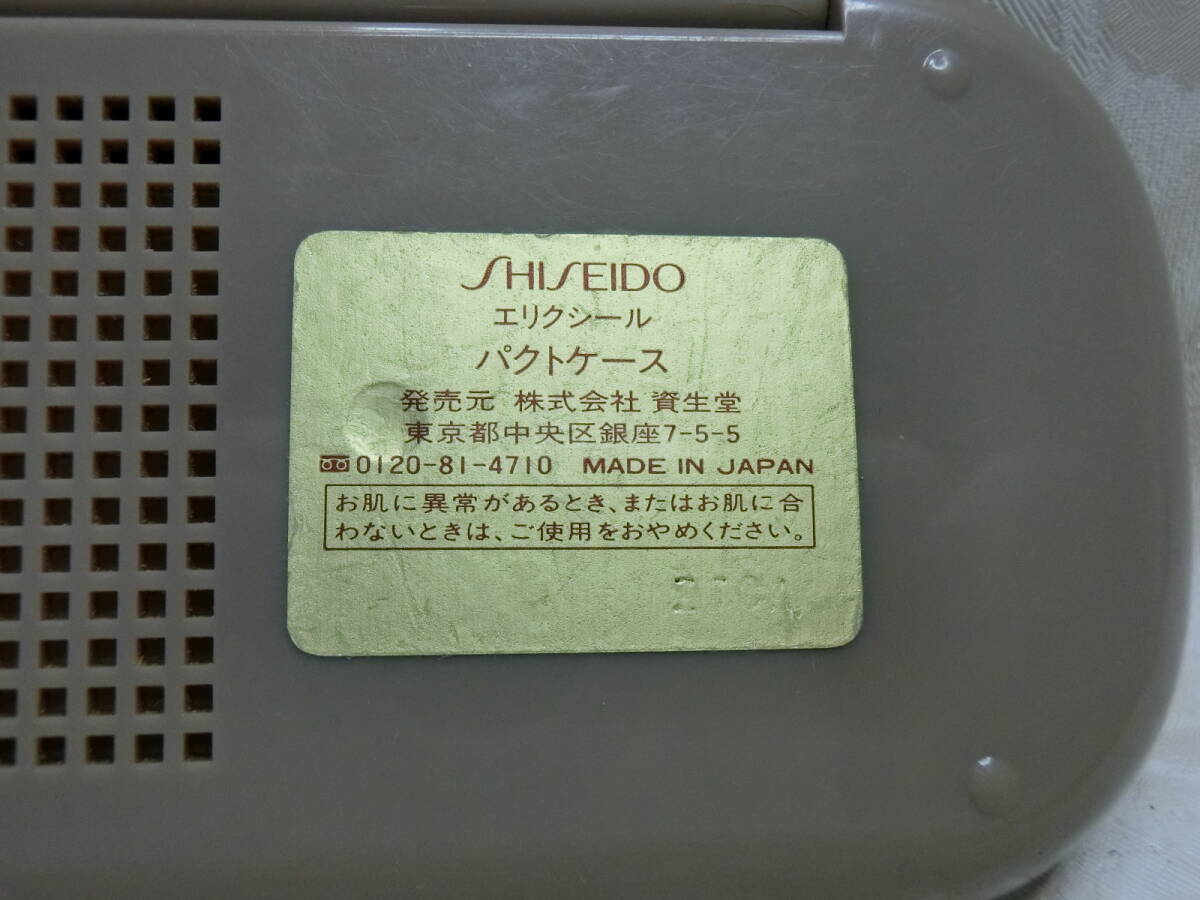 SHISEIDO
エリクシール
パクトケース
発売元 株式会社 資生堂
東京都中央区銀座7-5-5
0120-81-4710 MADE IN JAPAN
お肌に異常があるとき、またはお肌に合
わないときは、ご使用をおやめください。